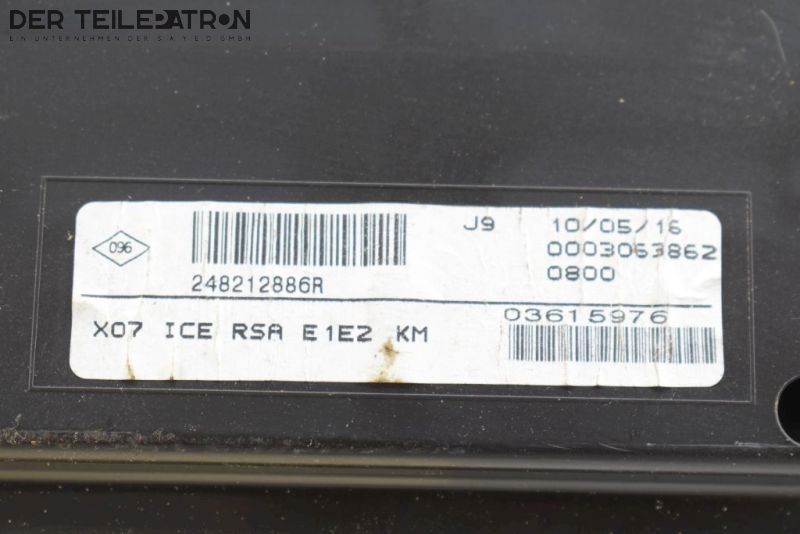 DER TEILEPATRON
EIN UNTERNEHMEN DER S.A.Y.E.D GMBH
096
248212886R
J9 10/05/16
0003063862
0800
X07 ICE RSA E1E2 KM
03615976